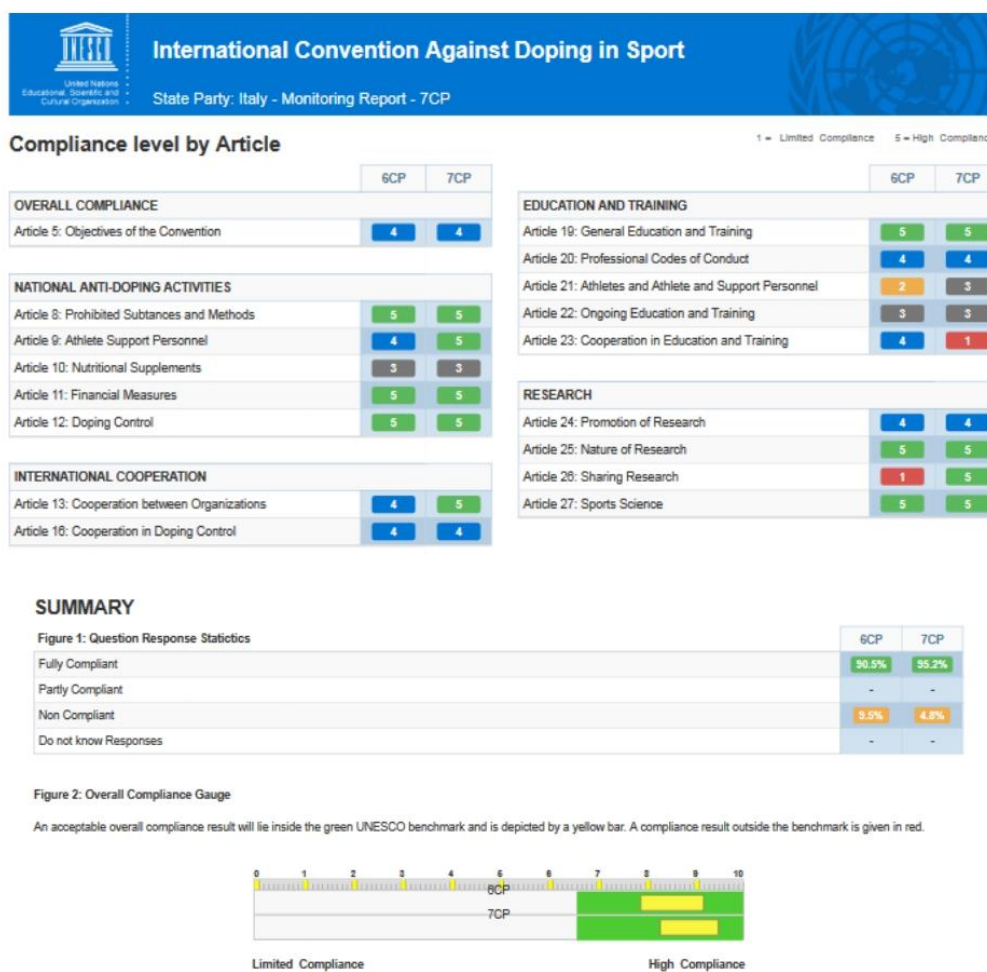 UNESCO
United Nations
Educational, Scientific and
Cultural Organization
International Convention Against Doping in Sport
State Party: Italy - Monitoring Report - 7CP
Compliance level by Article
1 = Limited Compliance 5 = High Complianc
6CP 7CP
OVERALL COMPLIANCE
Article 5: Objectives of the Convention 4 4
NATIONAL ANTI-DOPING ACTIVITIES
Article 8: Prohibited Subtances and Methods 5 5
Article 9: Athlete Support Personnel 4 5
Article 10: Nutritional Supplements 3 3
Article 11: Financial Measures 5 5
Article 12: Doping Control 5 5
INTERNATIONAL COOPERATION
Article 13: Cooperation between Organizations 4 5
Article 16: Cooperation in Doping Control 4 4
6CP 7CP
EDUCATION AND TRAINING
Article 19: General Education and Training 5 5
Article 20: Professional Codes of Conduct 4 4
Article 21: Athletes and Athlete and Support Personnel 2 3
Article 22: Ongoing Education and Training 3 3
Article 23: Cooperation in Education and Training 4 1
RESEARCH
Article 24: Promotion of Research 4 4
Article 25: Nature of Research 5 5
Article 26: Sharing Research 1 5
Article 27: Sports Science 5 5
SUMMARY
Figure 1: Question Response Statictics 6CP 7CP
Fully Compliant 90.5% 95.2%
Partly Compliant - -
Non Compliant 9.5% 4.8%
Do not know Responses - -
Figure 2: Overall Compliance Gauge
An acceptable overall compliance result will lie inside the green UNESCO benchmark and is depicted by a yellow bar. A compliance result outside the benchmark is given in red.
0 1 2 3 4 5 6 7 8 9 10
6CP
7CP
Limited Compliance High Compliance